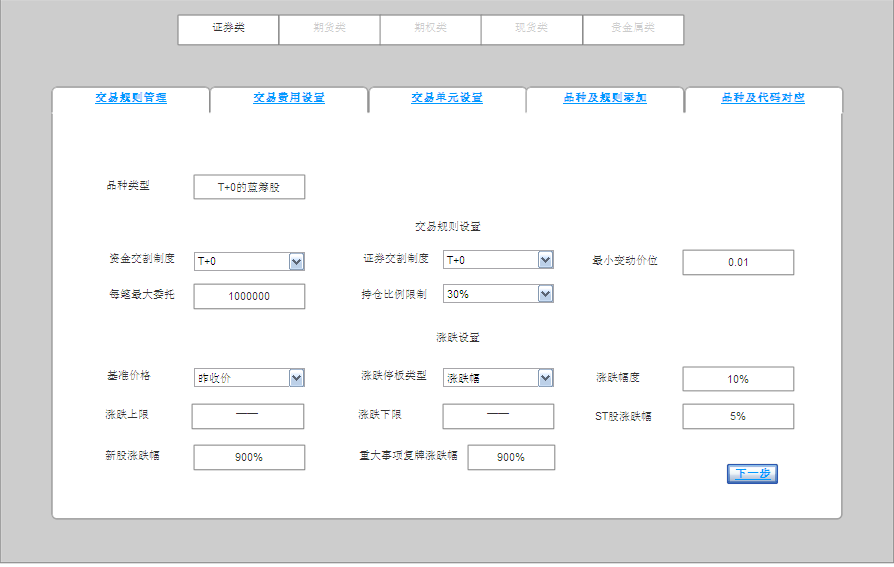 证券类 期货类 期权类 现货类 贵金属类
交易规则管理 交易费用设置 交易单元设置 品种及规则添加 品种及代码对应
品种类型 T+0的蓝筹股
交易规则设置
资金交割制度 T+0 证券交割制度 T+0 最小变动价位 0.01
每笔最大委托 1000000 持仓比例限制 30%
涨跌设置
基准价格 昨收价 涨跌停板类型 涨跌幅 涨跌幅度 10%
涨跌上限 —— 涨跌下限 —— ST股涨跌幅 5%
新股涨跌幅 900% 重大事项复牌涨跌幅 900%
下一步